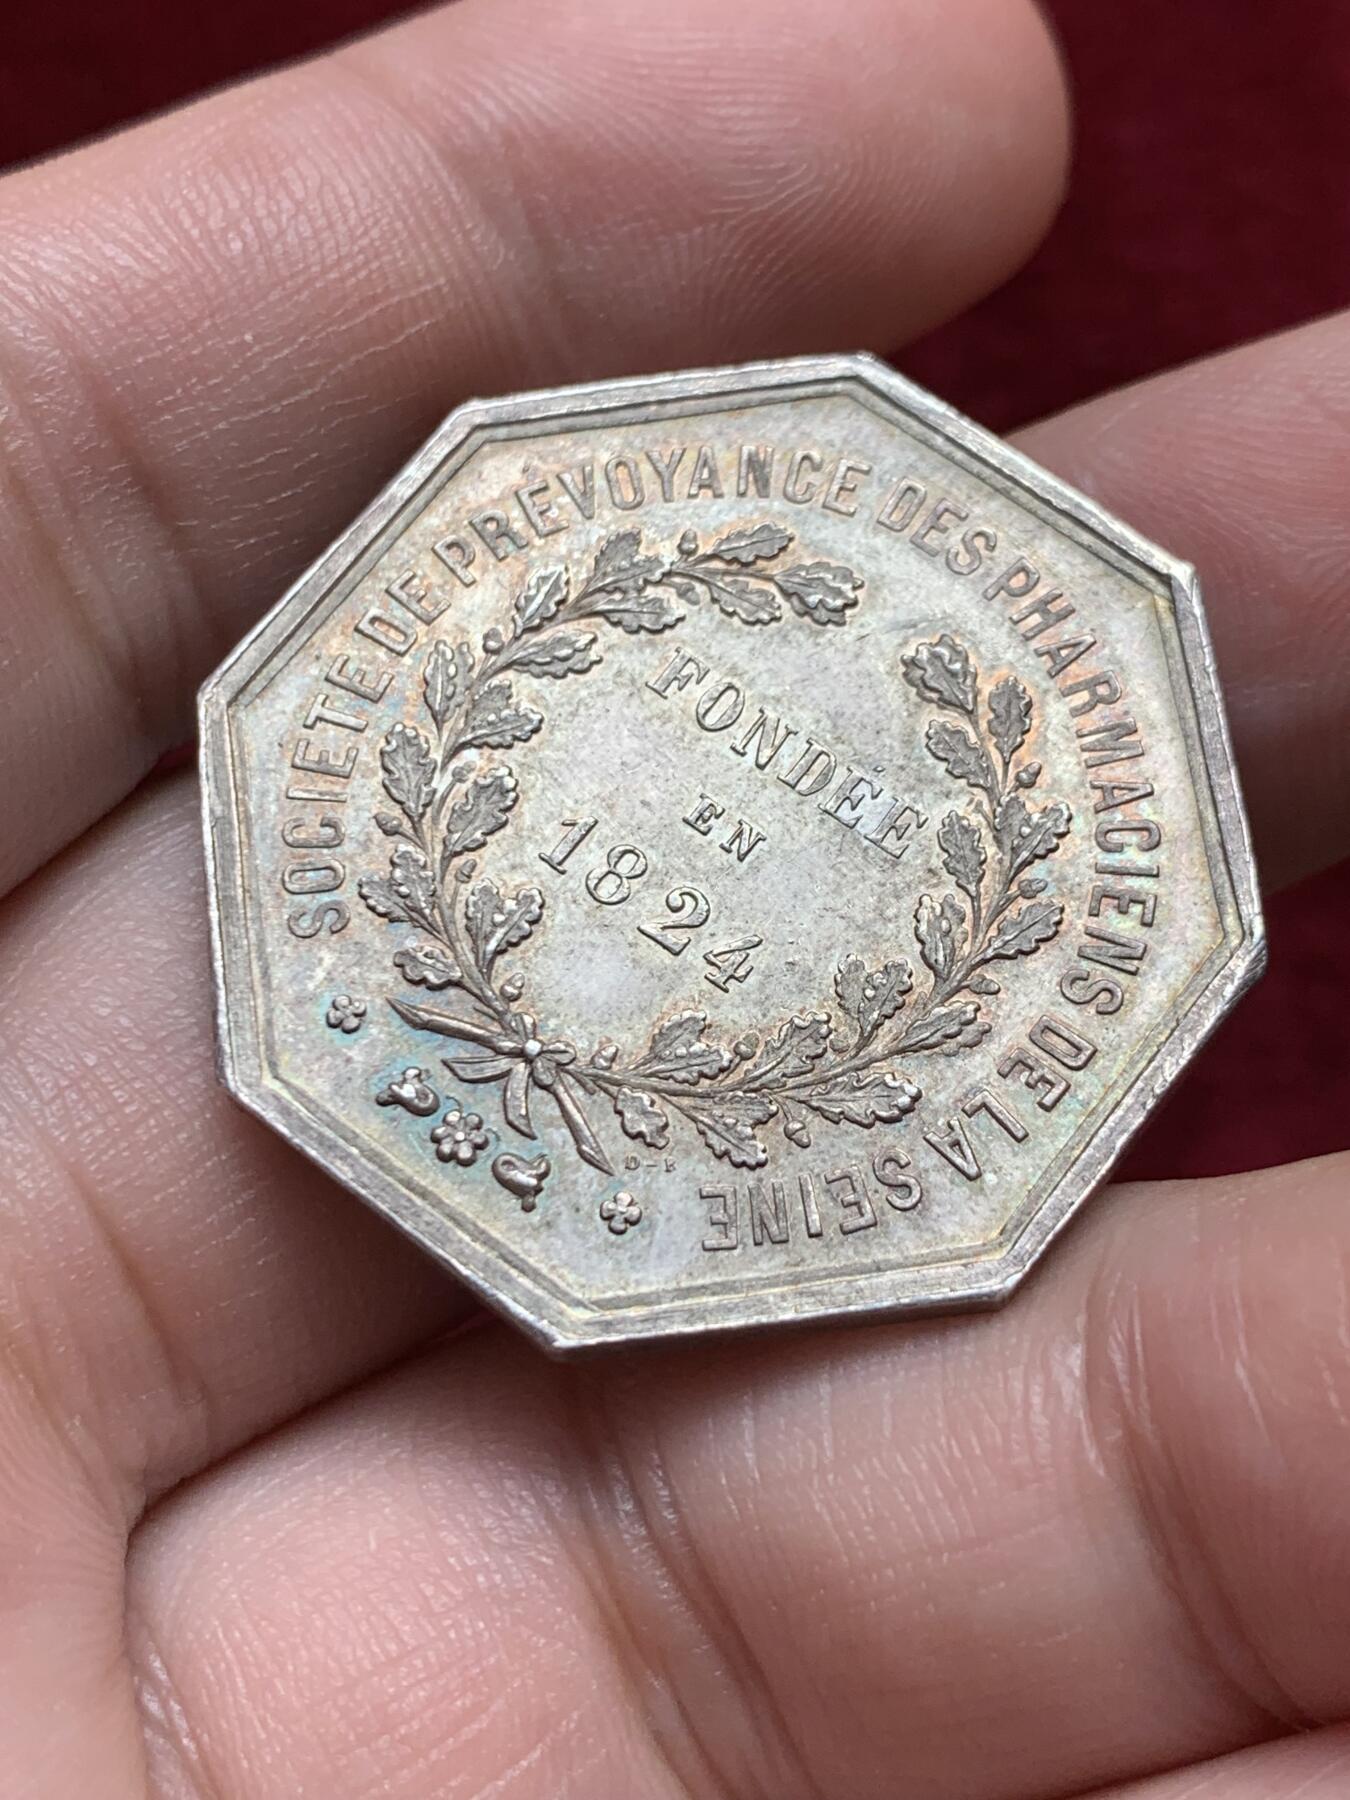 SOCIETE DE PRÉVOYANCE DES PHARMACIENS DE LA SEINE
FONDÉE
EN
1824